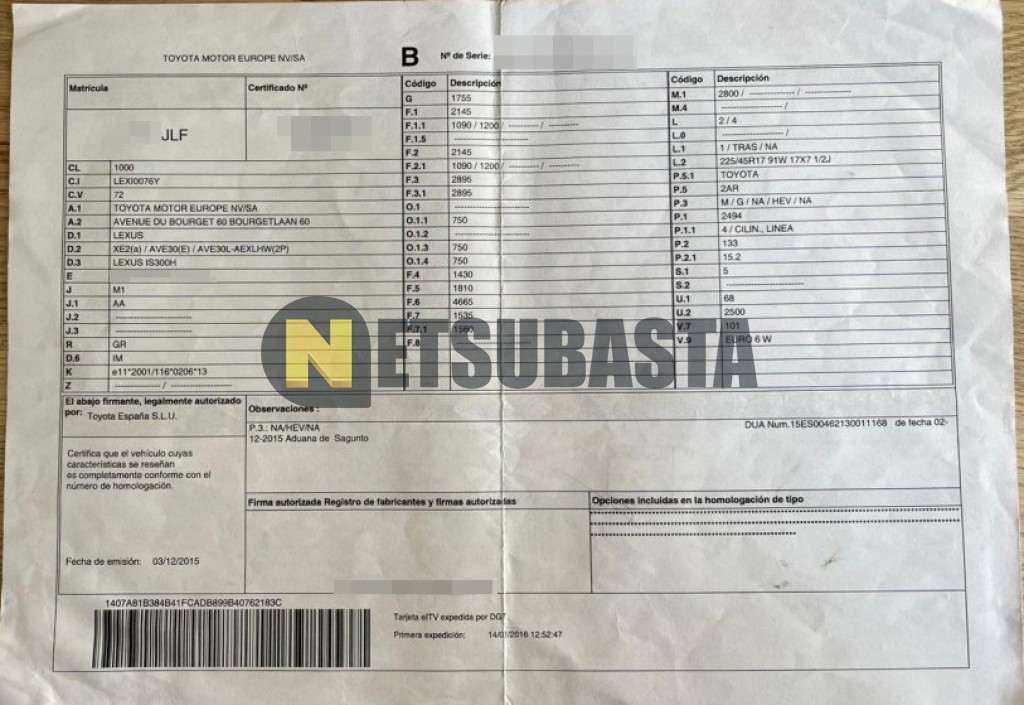 TOYOTA MOTOR EUROPE NV/SA
B Nº de Serie:
Matrícula Certificado Nº
JLF
CL 1000
C.I LEXI0076Y
C.V 72
A.1 TOYOTA MOTOR EUROPE NV/SA
A.2 AVENUE DU BOURGET 60 BOURGETLAAN 60
D.1 LEXUS
D.2 XE2(a) / AVE30(E) / AVE30L-AEXLHW(2P)
D.3 LEXUS IS300H
E
J M1
J.1 AA
J.2 --------------------
J.3 --------------------
R GR
D.6 IM
K e11*2001/116*0206*13
Z ------------ / ----------------
Código Descripción
G 1755
F.1 2145
F.1.1 1090 / 1200 / -------- / --------
F.1.5 --------------------
F.2 2145
F.2.1 1090 / 1200 / -------- / --------
F.3 2895
F.3.1 2895
O.1 --------------------
O.1.1 750
O.1.2 --------------------
O.1.3 750
O.1.4 750
F.4 1430
F.5 1810
F.6 4665
F.7 1535
F.7.1 1560
F.8 --------------------
Código Descripción
M.1 2800 / ------------ / ------------
M.4 ---------------- /
L 2 / 4
L.0 ---------------- /
L.1 1 / TRAS / NA
L.2 225/45R17 91W 17X7 1/2J
P.5.1 TOYOTA
P.5 2AR
P.3 M / G / NA / HEV / NA
P.1 2494
P.1.1 4 / CILIN., LINEA
P.2 133
P.2.1 15.2
S.1 5
S.2 --------------------
U.1 68
U.2 2500
V.7 101
V.9 EURO 6 W
NETSUBASTA
El abajo firmante, legalmente autorizado
por: Toyota España S.L.U.
Certifica que el vehículo cuyas
características se reseñan
es completamente conforme con el
número de homologación.
Fecha de emisión: 03/12/2015
Observaciones :
P.3.: NA/HEV/NA DUA Num.15ES00462130011168 de fecha 02-
12-2015 Aduana de Sagunto
Firma autorizada Registro de fabricantes y firmas autorizadas
Opciones incluidas en la homologación de tipo
1407A81B384B41FCADB899B40762183C
Tarjeta eITV expedida por DGT
Primera expedición: 14/01/2016 12:52:47